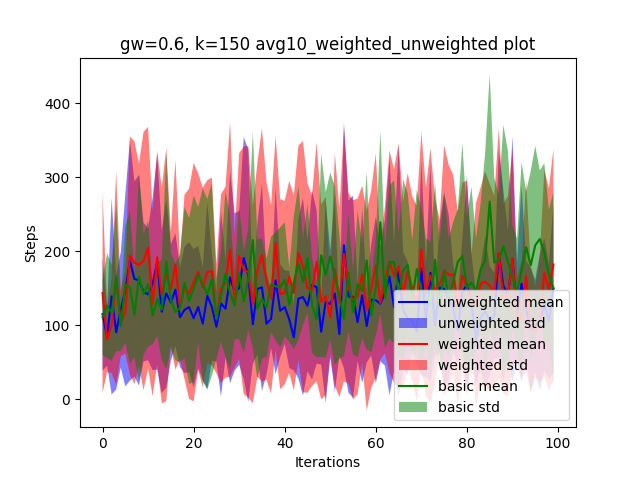 gw=0.6, k=150 avg10_weighted_unweighted plot
Steps
400
300
200
100
0
unweighted mean
unweighted std
weighted mean
weighted std
basic mean
basic std
0
20
40
60
80
100
Iterations